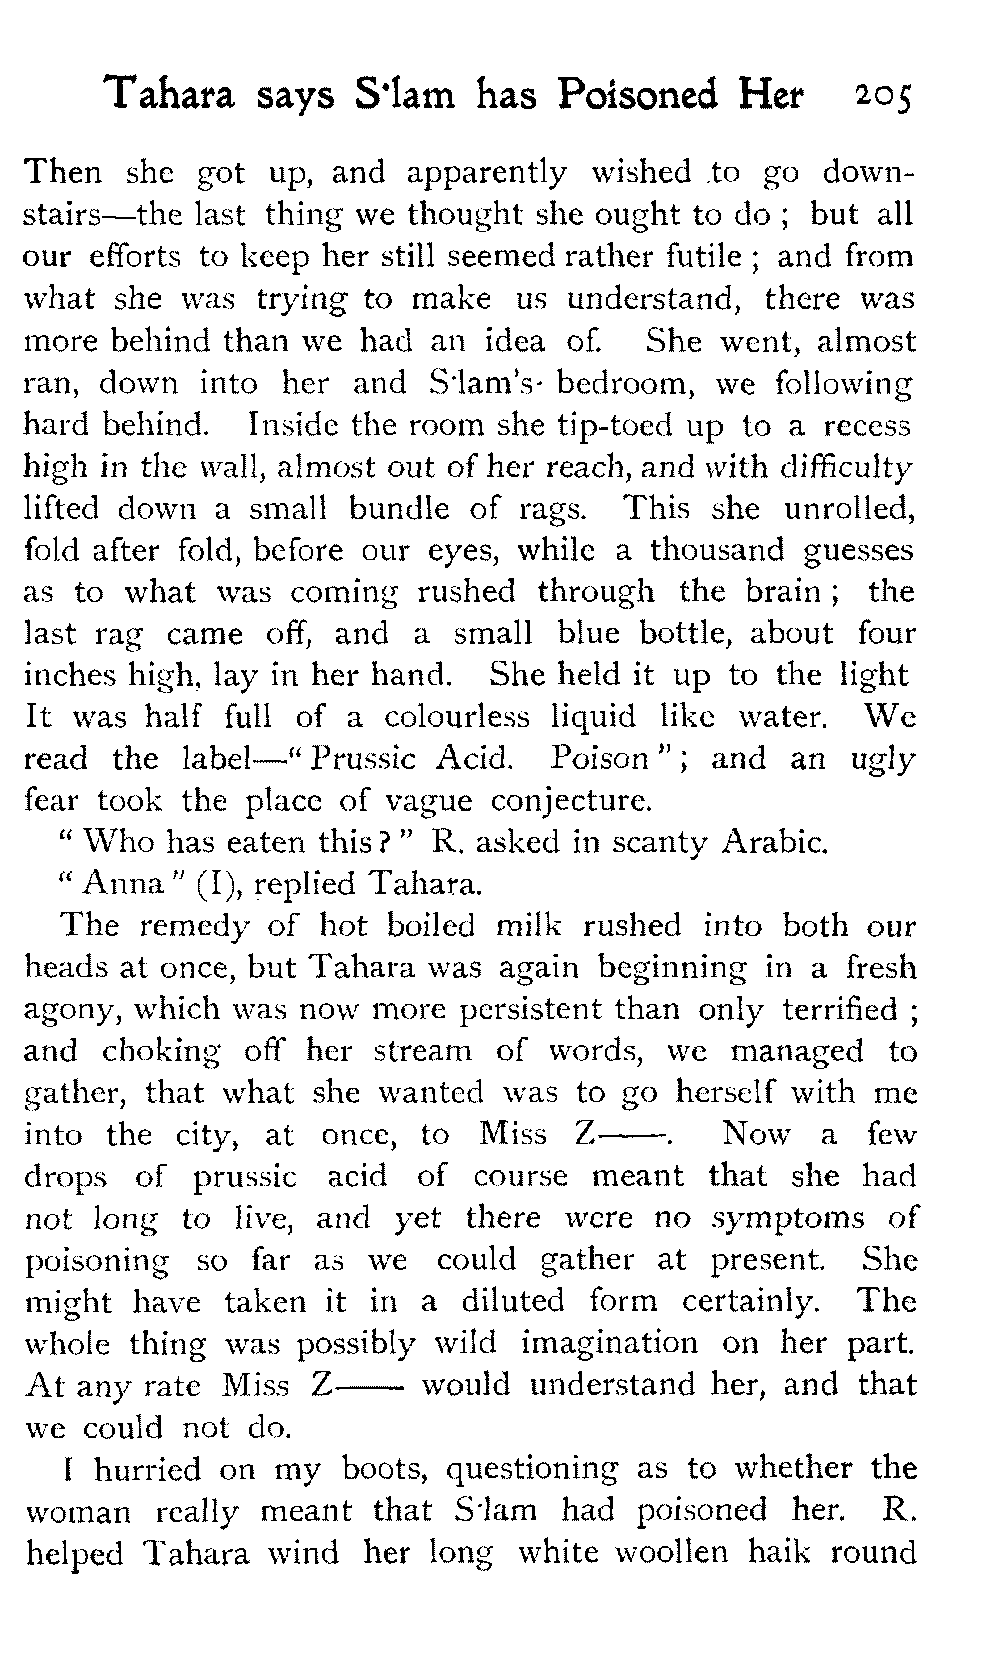 Tahara says S'lam has Poisoned Her 205
Then she got up, and apparently wished to go down-
stairs—the last thing we thought she ought to do ; but all
our efforts to keep her still seemed rather futile ; and from
what she was trying to make us understand, there was
more behind than we had an idea of. She went, almost
ran, down into her and S'lam's bedroom, we following
hard behind. Inside the room she tip-toed up to a recess
high in the wall, almost out of her reach, and with difficulty
lifted down a small bundle of rags. This she unrolled,
fold after fold, before our eyes, while a thousand guesses
as to what was coming rushed through the brain ; the
last rag came off, and a small blue bottle, about four
inches high, lay in her hand. She held it up to the light
It was half full of a colourless liquid like water. We
read the label—" Prussic Acid. Poison " ; and an ugly
fear took the place of vague conjecture.
" Who has eaten this ? " R. asked in scanty Arabic.
" Anna " (I), replied Tahara.
The remedy of hot boiled milk rushed into both our
heads at once, but Tahara was again beginning in a fresh
agony, which was now more persistent than only terrified ;
and choking off her stream of words, we managed to
gather, that what she wanted was to go herself with me
into the city, at once, to Miss Z——. Now a few
drops of prussic acid of course meant that she had
not long to live, and yet there were no symptoms of
poisoning so far as we could gather at present. She
might have taken it in a diluted form certainly. The
whole thing was possibly wild imagination on her part.
At any rate Miss Z—— would understand her, and that
we could not do.
I hurried on my boots, questioning as to whether the
woman really meant that S'lam had poisoned her. R.
helped Tahara wind her long white woollen haik round